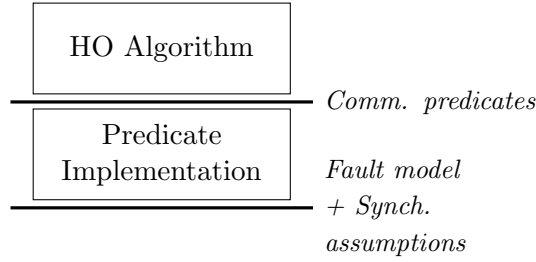 HO Algorithm
Comm. predicates
Predicate
Implementation
Fault model
+ Synch.
assumptions